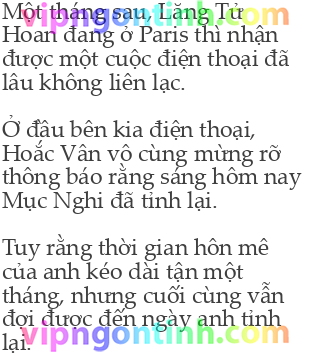 Một tháng sau, Lăng Tử
vipngontinh.com
Hoan đang ở Paris thì nhận
được một cuộc điện thoại đã
lâu không liên lạc.
Ở đầu bên kia điện thoại,
Hoắc Vân vô cùng mừng rỡ
thông báo rằng sáng hôm nay
Mục Nghi đã tỉnh lại.
Tuy rằng thời gian hôn mê
của anh kéo dài tận một
tháng, nhưng cuối cùng vẫn
đợi được đến ngày anh tỉnh
vipngontinh.com
lại.